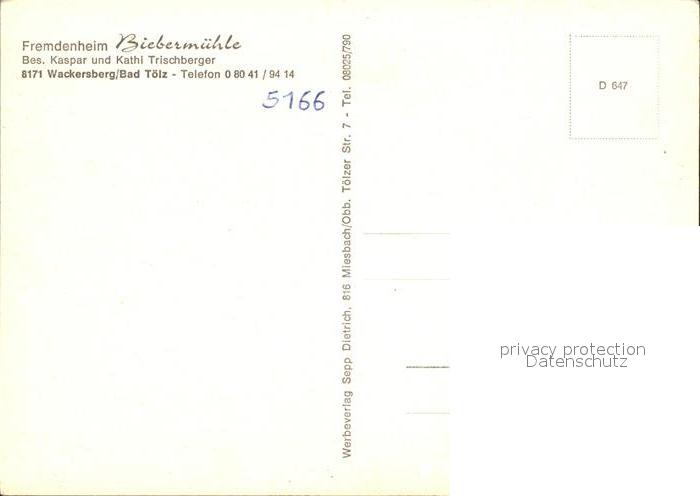 Fremdenheim Biebermühle
Bes. Kaspar und Kathi Trischberger
8171 Wackersberg/Bad Tölz - Telefon 0 80 41 / 94 14
5166
Werbeverlag Sepp Dietrich, 816 Miesbach/Obb. Tölzer Str. 7 - Tel. 08025/790
D 647
privacy protection
Datenschutz